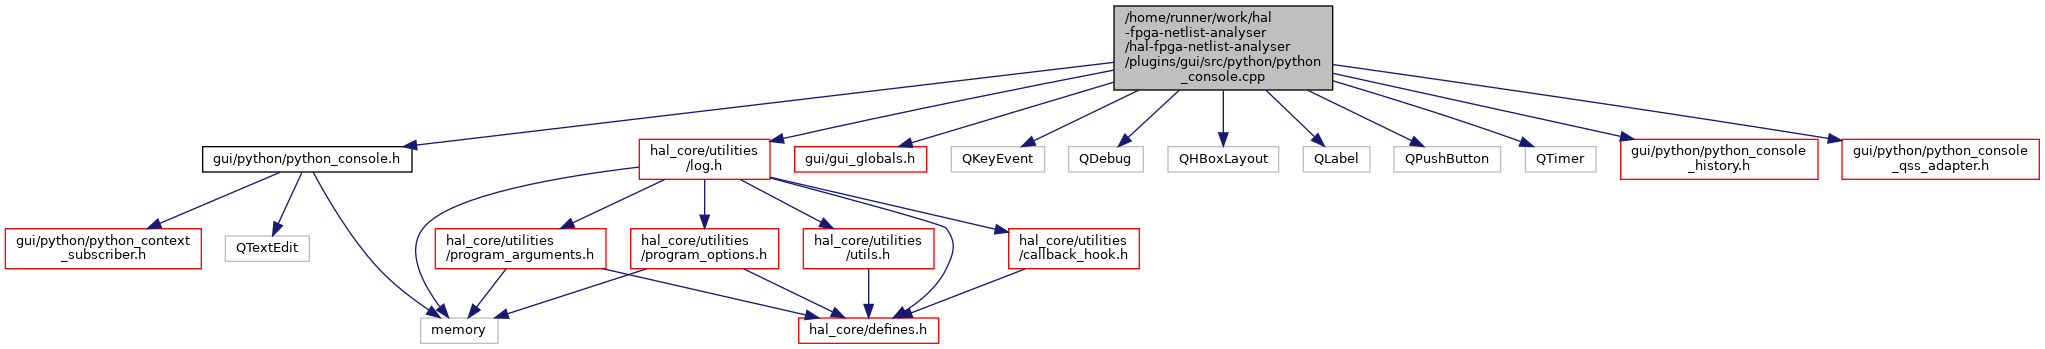 /home/runner/work/hal
-fpga-netlist-analyser
/hal-fpga-netlist-analyser
/plugins/gui/src/python/python
_console.cpp
gui/python/python_console.h
hal_core/utilities
/log.h
gui/gui_globals.h
QKeyEvent
QDebug
QHBoxLayout
QLabel
QPushButton
QTimer
gui/python/python_console
_history.h
gui/python/python_console
_qss_adapter.h
gui/python/python_context
_subscriber.h
QTextEdit
hal_core/utilities
/program_arguments.h
hal_core/utilities
/program_options.h
hal_core/utilities
/utils.h
hal_core/utilities
/callback_hook.h
memory
hal_core/defines.h